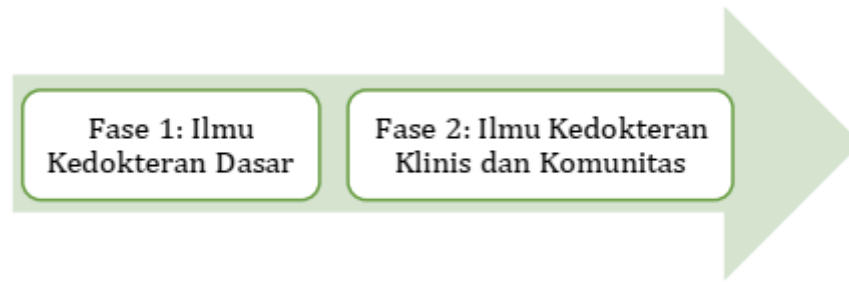 Fase 1: Ilmu
Kedokteran Dasar
Fase 2: Ilmu Kedokteran
Klinis dan Komunitas